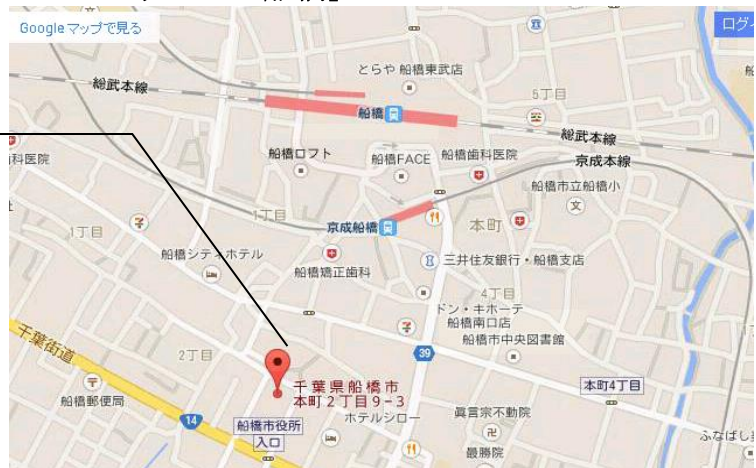 Googleマップで見る
ログイ
とらや 船橋東武店
総武本線
5丁目
船橋
総武本線
京成本線
船橋ロフト
船橋FACE
船橋歯科医院
歯科医院
船橋市立船橋小
文
1丁目
京成船橋
本町
1丁目
船橋シティホテル
船橋矯正歯科
三井住友銀行・船橋支店
4丁目
ドン・キホーテ
船橋南口店
船橋市中央図書館
千葉街道
2丁目
39
千葉県船橋市
本町2丁目9-3
本町4丁目
船橋郵便局
14
船橋市役所
入口
ホテルシロー
眞言宗不動院
最勝院
ふなばし